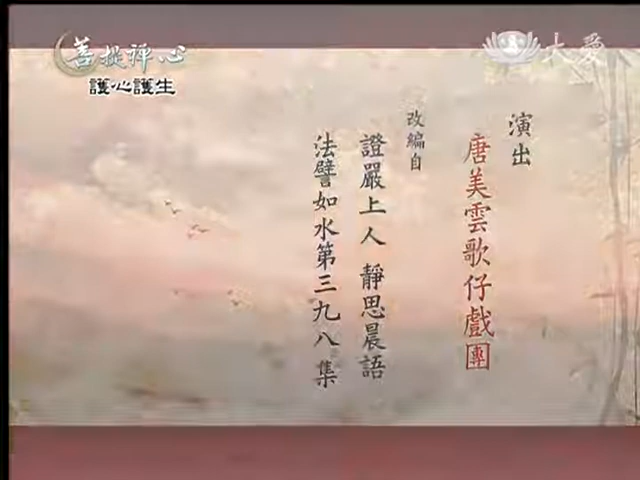 菩提禪心
護心護生
大愛
演出
唐美雲歌仔戲團
改編自
證嚴上人 靜思晨語
法譬如水第三九八集